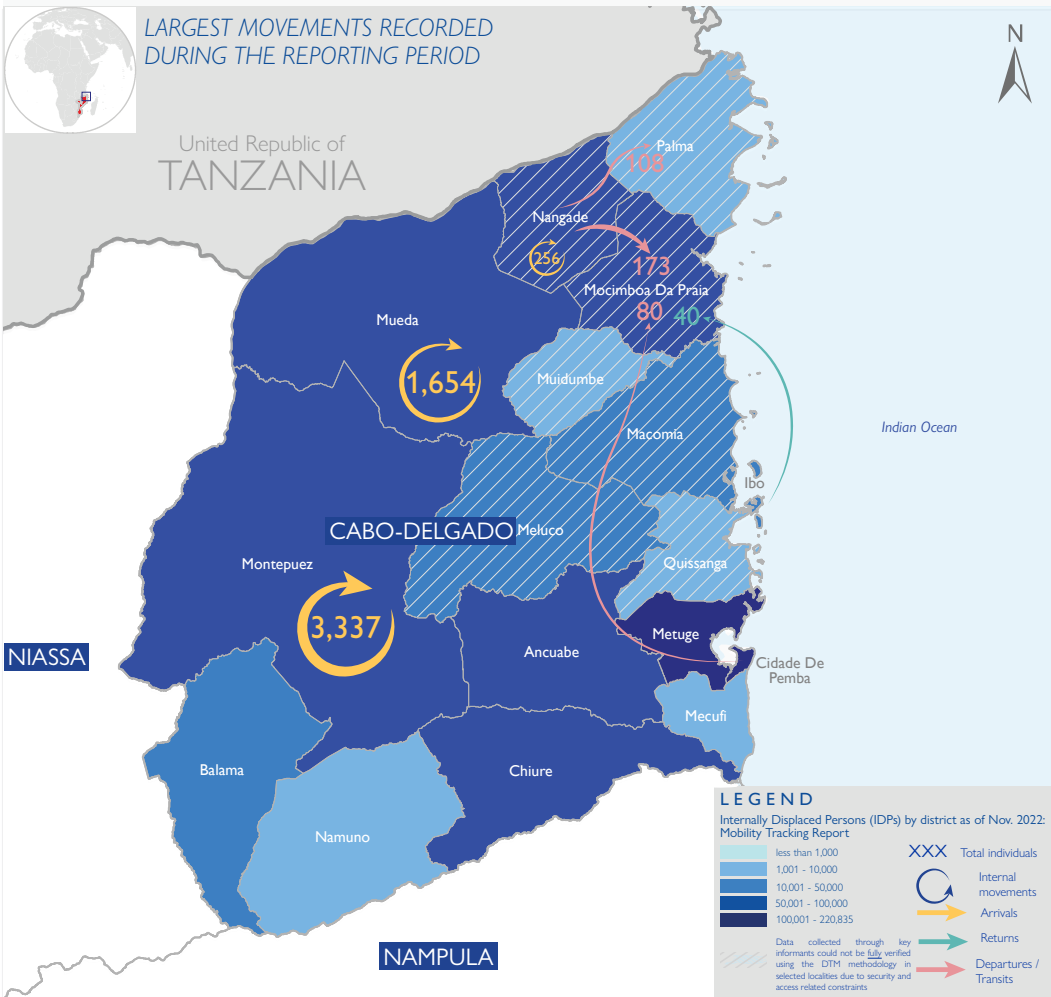 LARGEST MOVEMENTS RECORDED
DURING THE REPORTING PERIOD
N
United Republic of
TANZANIA
Palma
108
Nangade
256
173
Mocimboa Da Praia
80
40
Mueda
1,654
Muidumbe
Macomia
Indian Ocean
Ibo
CABO-DELGADO
Meluco
Montepuez
Quissanga
3,337
Metuge
NIASSA
Ancuabe
Cidade De
Pemba
Mecufi
Balama
Chiure
Namuno
NAMPULA
LEGEND
Internally Displaced Persons (IDPs) by district as of Nov. 2022:
Mobility Tracking Report
less than 1,000
1,001 - 10,000
10,001 - 50,000
50,001 - 100,000
100,001 - 220,835
Data collected through key
informants could not be fully verified
using the DTM methodology in
selected localities due to security and
access related constraints
XXX Total individuals
Internal
movements
Arrivals
Returns
Departures /
Transits